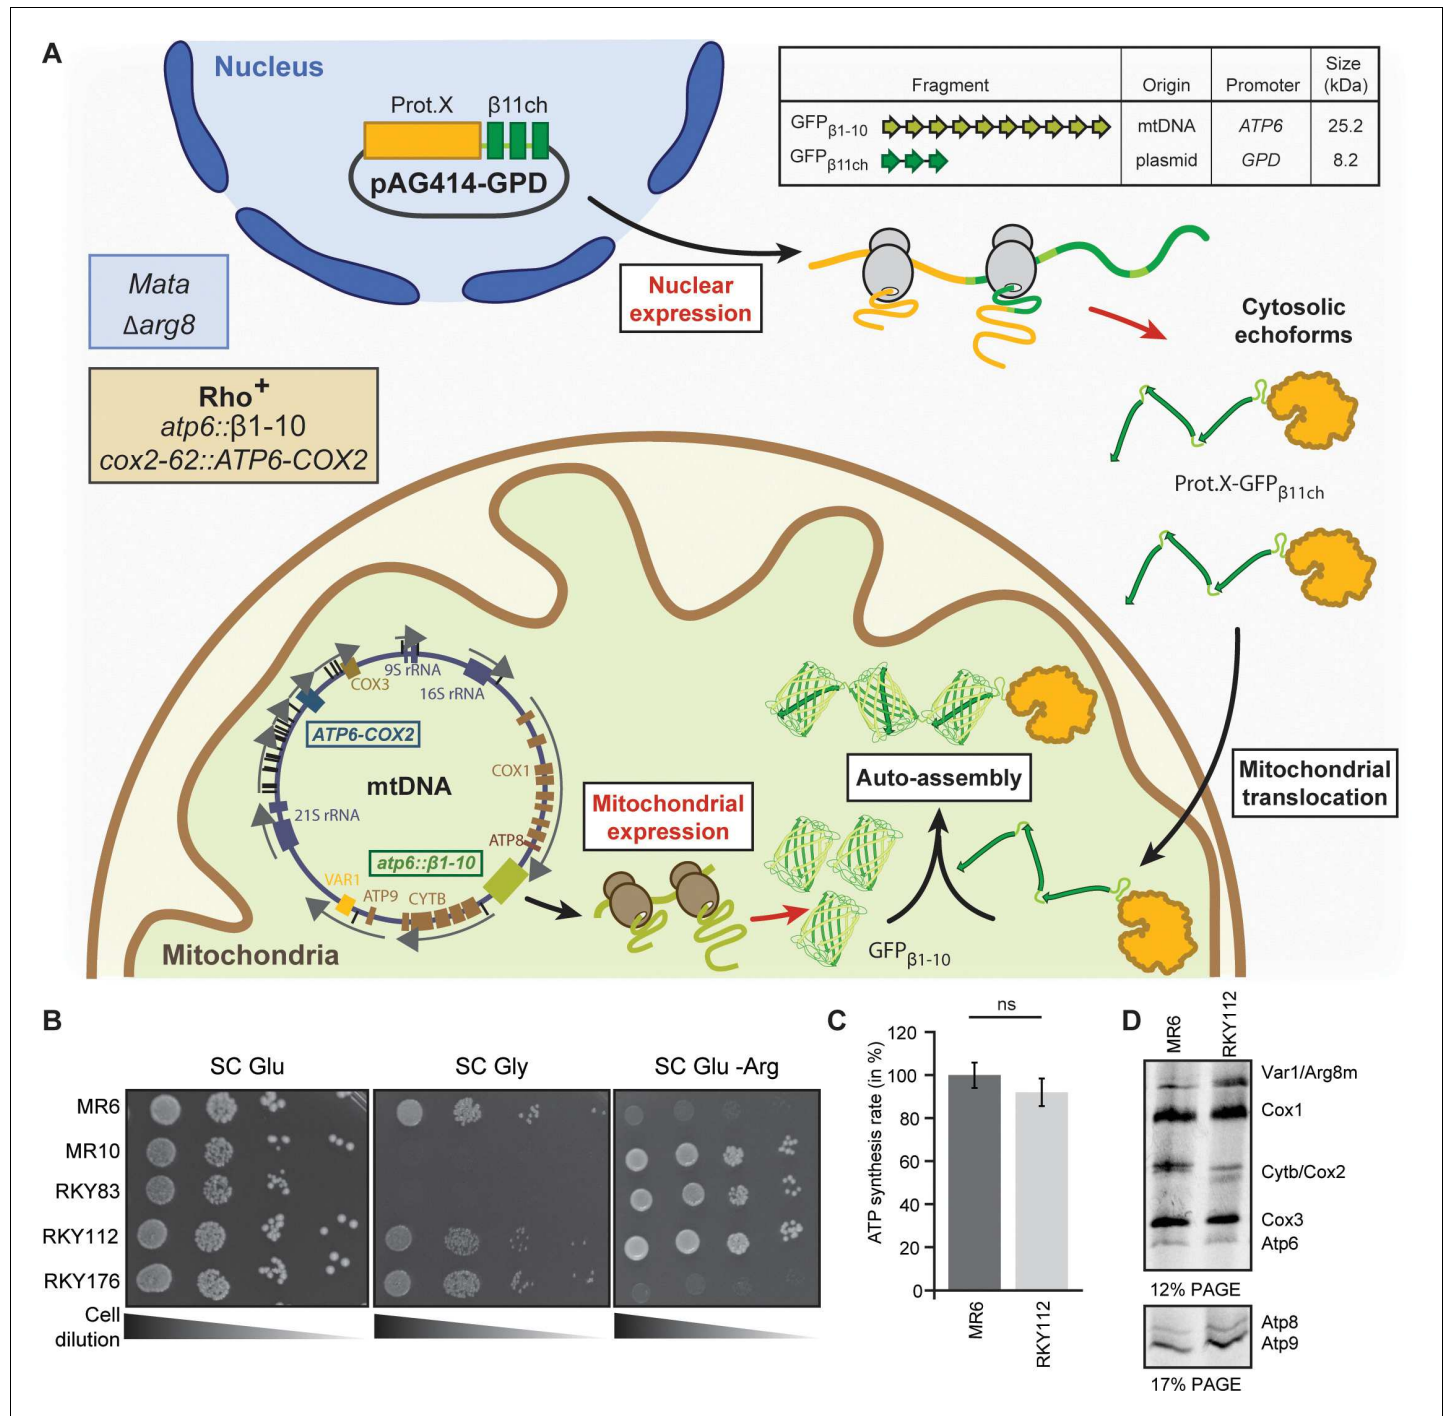 A
Nucleus
Prot.X
β11ch
pAG414-GPD
Fragment
Origin
Promoter
Size
(kDa)
GFPβ1-10
mtDNA
ATP6
25.2
GFPβ11ch
plasmid
GPD
8.2
Mata
Δarg8
Nuclear
expression
Cytosolic
echoforms
Rho+
atp6::β1-10
cox2-62::ATP6-COX2
Prot.X-GFPβ11ch
9S rRNA
COX3
16S rRNA
ATP6-COX2
COX1
mtDNA
21S rRNA
ATP8
atp6::β1-10
VAR1
ATP9
CYTB
Mitochondrial
expression
Auto-assembly
Mitochondrial
translocation
GFPβ1-10
Mitochondria
B
SC Glu
SC Gly
SC Glu -Arg
MR6
MR10
RKY83
RKY112
RKY176
Cell
dilution
C
ns
ATP synthesis rate (in %)
120
100
80
60
40
20
0
MR6
RKY112
D
MR6
RKY112
Var1/Arg8m
Cox1
Cytb/Cox2
Cox3
Atp6
12% PAGE
Atp8
Atp9
17% PAGE